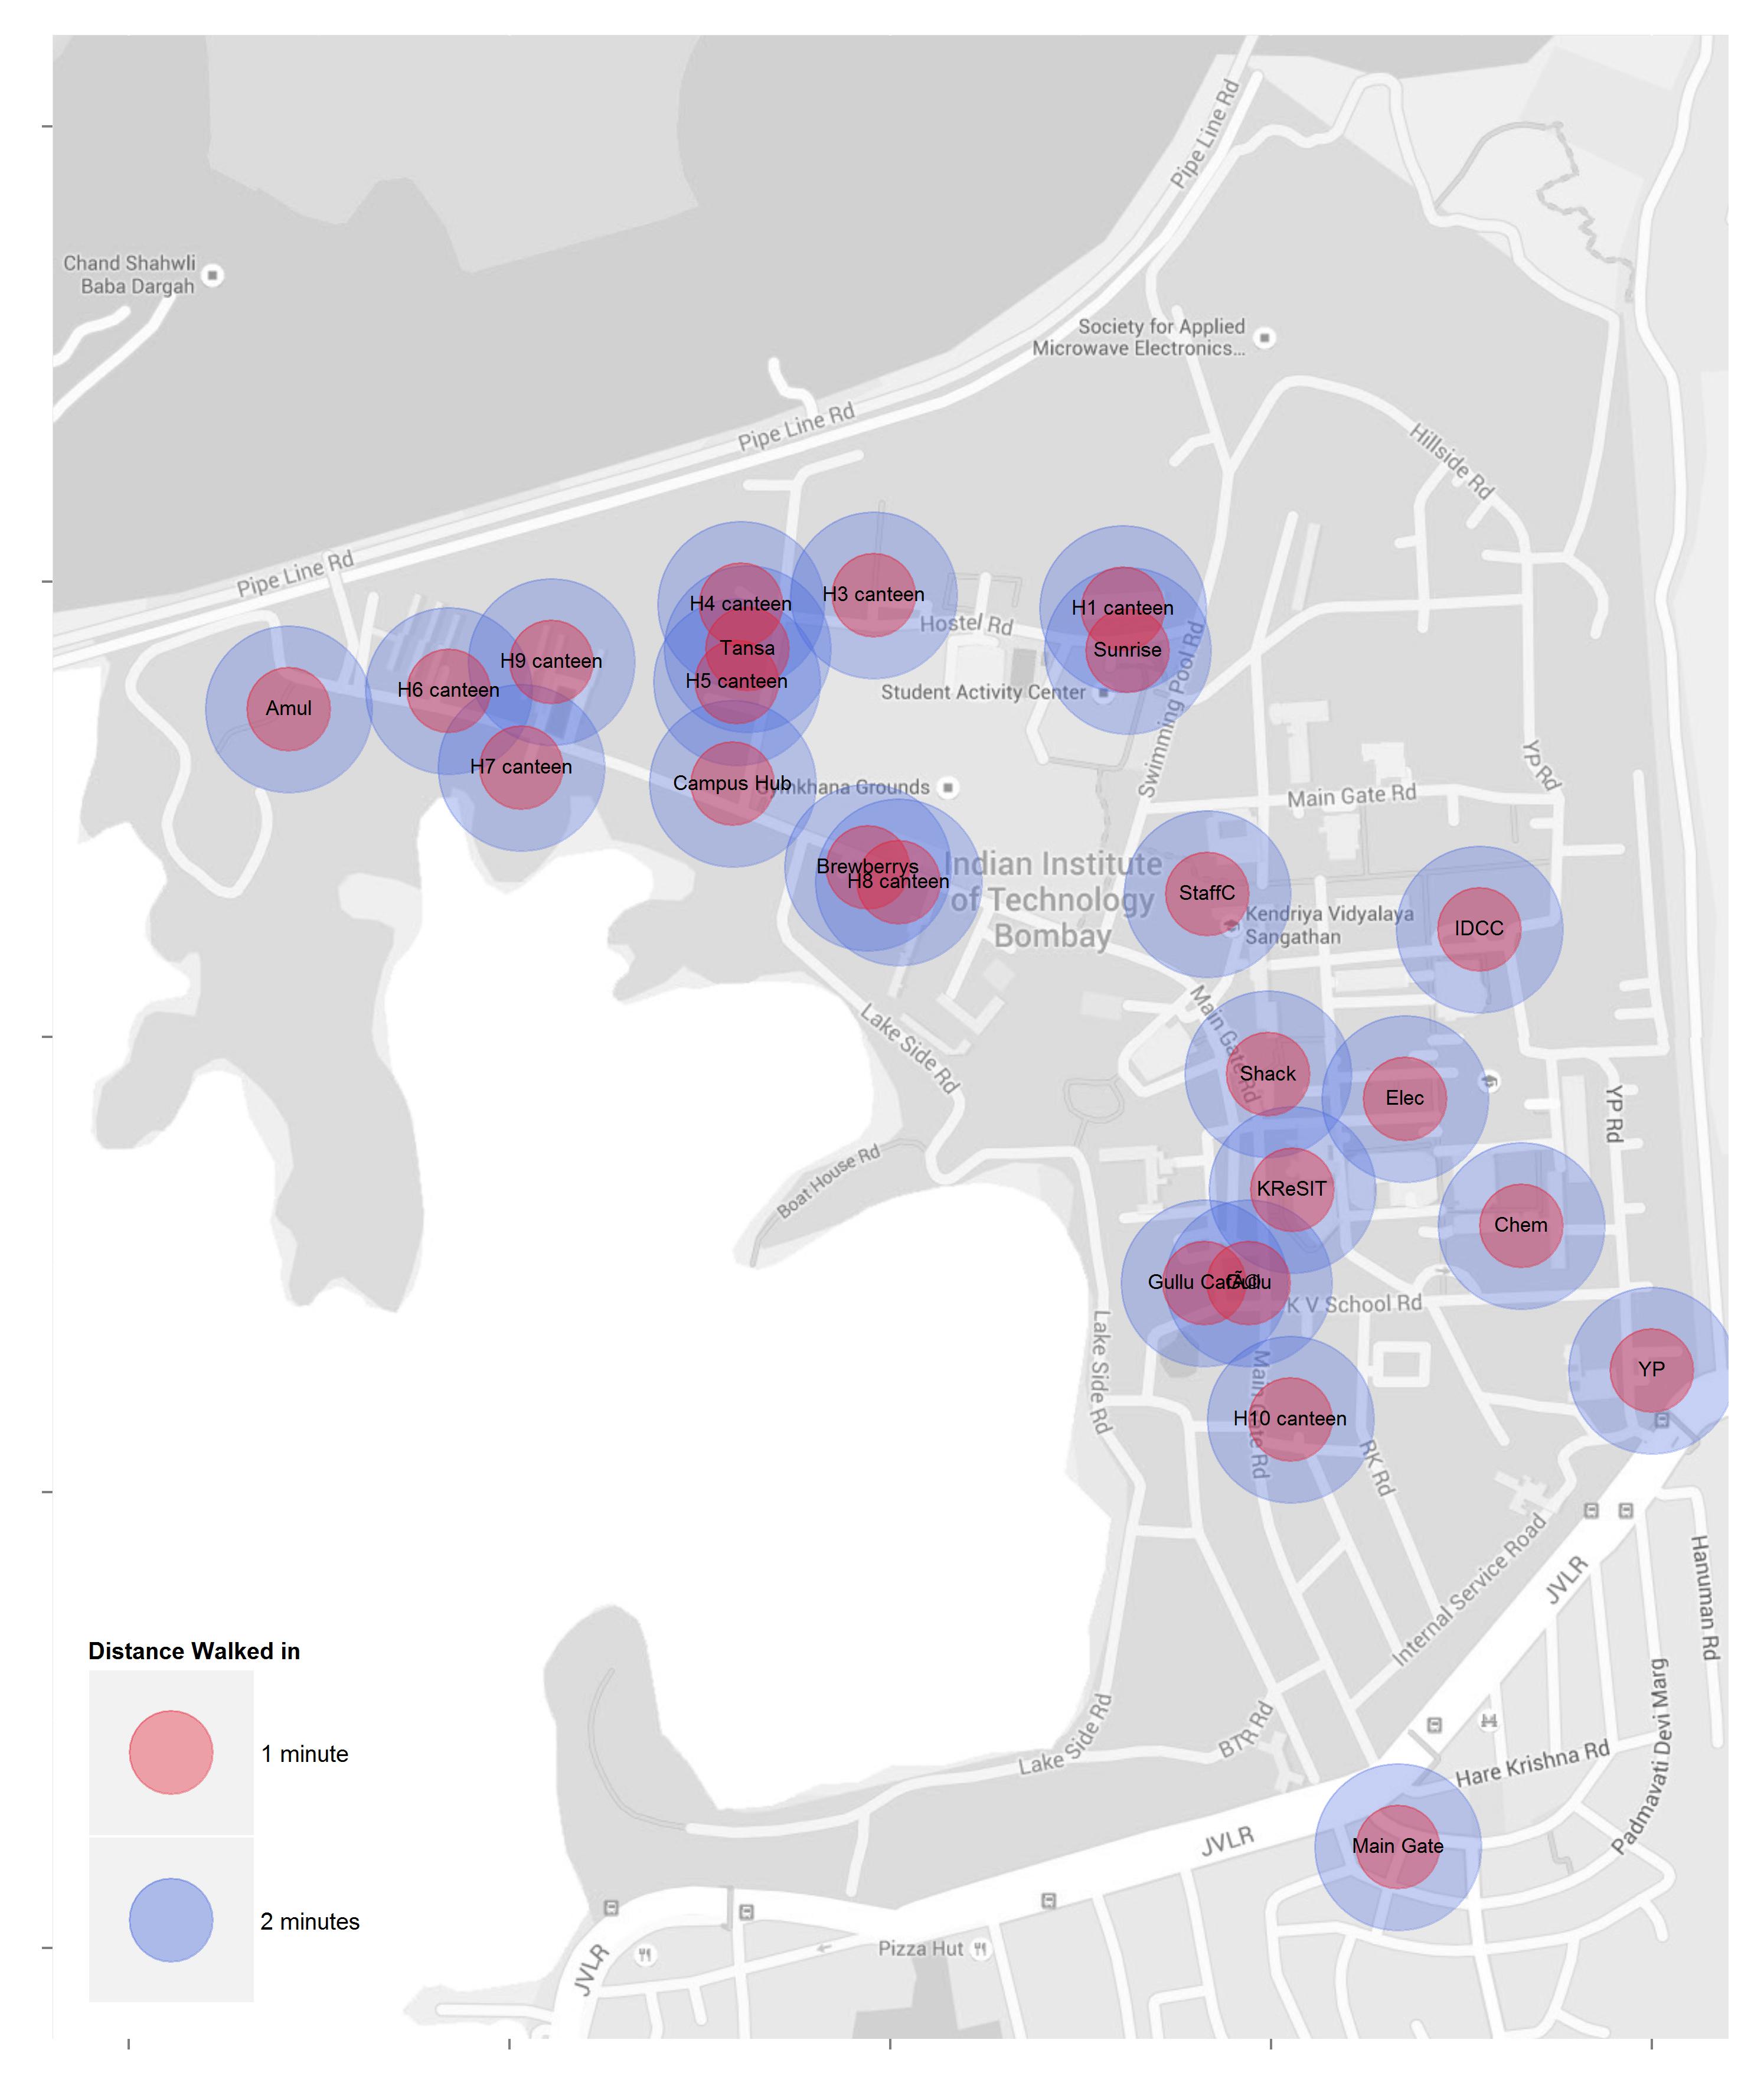 Pipe Line Rd
Chand Shahwli
Baba Dargah
Society for Applied
Microwave Electronics...
Pipe Line Rd
Hillside Rd
Pipe Line Rd
H4 canteen
H3 canteen
H1 canteen
Hostel Rd
Tansa
Sunrise
H9 canteen
H5 canteen
H6 canteen
Student Activity Center
Swimming Pool Rd
Amul
H7 canteen
YP Rd
Campus Hub
Grounds
Main Gate Rd
Brewberrys
H8 canteen
Indian Institute
of Technology
Bombay
StaffC
Kendriya Vidyalaya
Sangathan
IDCC
Main Gate Rd
Lake Side Rd
Shack
Elec
YP Rd
Boat House Rd
KReSIT
Chem
Gullu Café
Gullu
K V School Rd
Lake Side Rd
YP
Main Gate Rd
H10 canteen
RK Rd
Internal Service Road
JVLR
Hanuman Rd
Distance Walked in
1 minute
2 minutes
Lake Side Rd
BTR Rd
Hare Krishna Rd
Padmavati Devi Marg
JVLR
Main Gate
Pizza Hut
JVLR